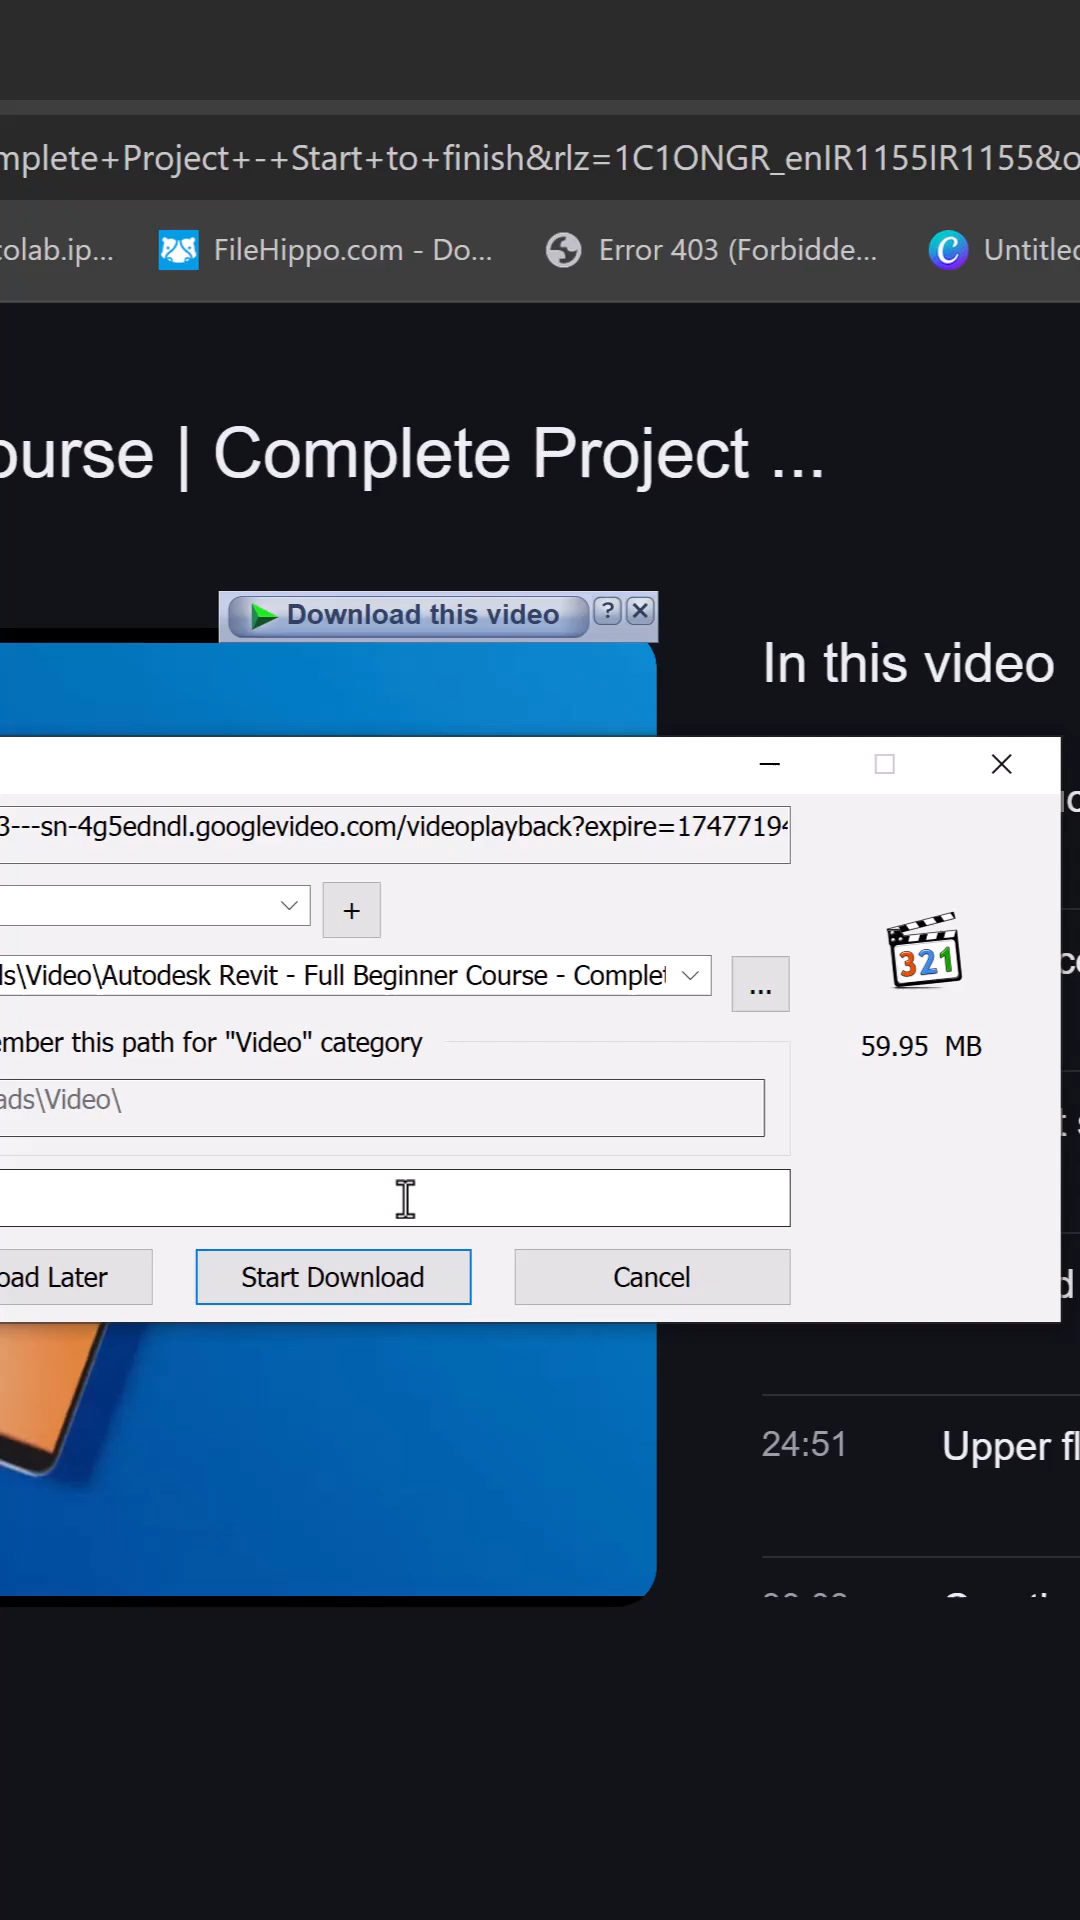 mplete+Project+-+Start+to+finish&rlz=1C1ONGR_enIR1155IR1155&o
colab.ip...
FileHippo.com - Do...
Error 403 (Forbidde...
Untitled
ourse | Complete Project ...
Download this video
?
In this video
3---sn-4g5edndl.googlevideo.com/videoplayback?expire=1747719
+
ds\Video\Autodesk Revit - Full Beginner Course - Complet
...
321
ember this path for "Video" category
59.95 MB
ads\Video\
oad Later
Start Download
Cancel
24:51
Upper fl